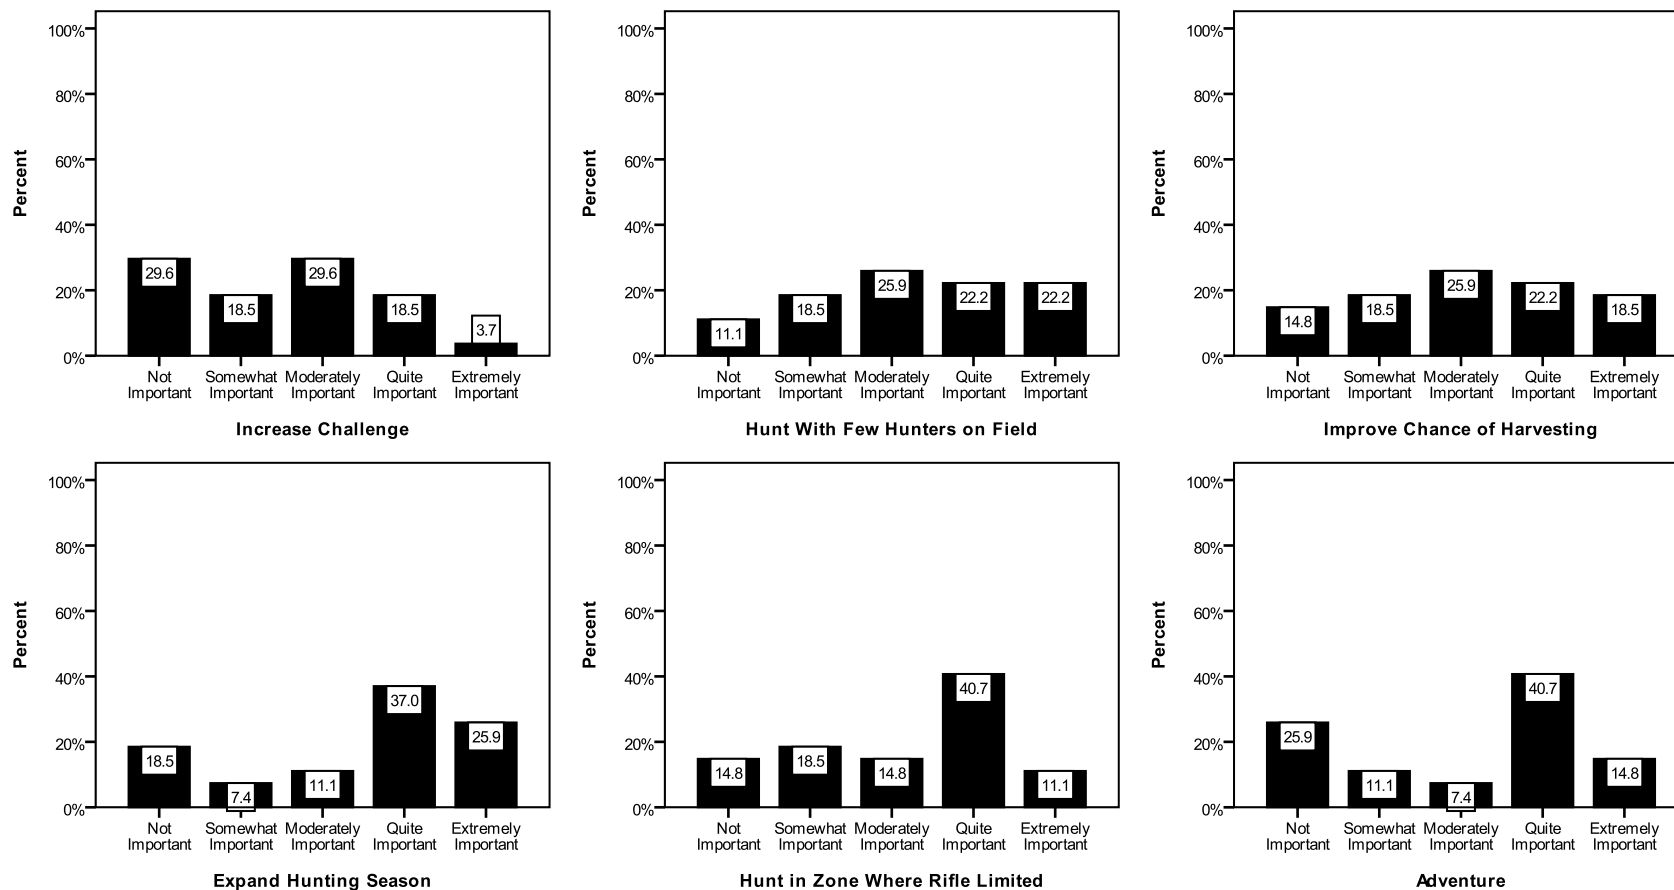 100%
80%
60%
40%
20%
0%
Percent
29.6
18.5
29.6
18.5
3.7
Not Important
Somewhat Important
Moderately Important
Quite Important
Extremely Important
Increase Challenge
100%
80%
60%
40%
20%
0%
Percent
11.1
18.5
25.9
22.2
22.2
Not Important
Somewhat Important
Moderately Important
Quite Important
Extremely Important
Hunt With Few Hunters on Field
100%
80%
60%
40%
20%
0%
Percent
14.8
18.5
25.9
22.2
18.5
Not Important
Somewhat Important
Moderately Important
Quite Important
Extremely Important
Improve Chance of Harvesting
100%
80%
60%
40%
20%
0%
Percent
18.5
7.4
11.1
37.0
25.9
Not Important
Somewhat Important
Moderately Important
Quite Important
Extremely Important
Expand Hunting Season
100%
80%
60%
40%
20%
0%
Percent
14.8
18.5
14.8
40.7
11.1
Not Important
Somewhat Important
Moderately Important
Quite Important
Extremely Important
Hunt in Zone Where Rifle Limited
100%
80%
60%
40%
20%
0%
Percent
25.9
11.1
7.4
40.7
14.8
Not Important
Somewhat Important
Moderately Important
Quite Important
Extremely Important
Adventure